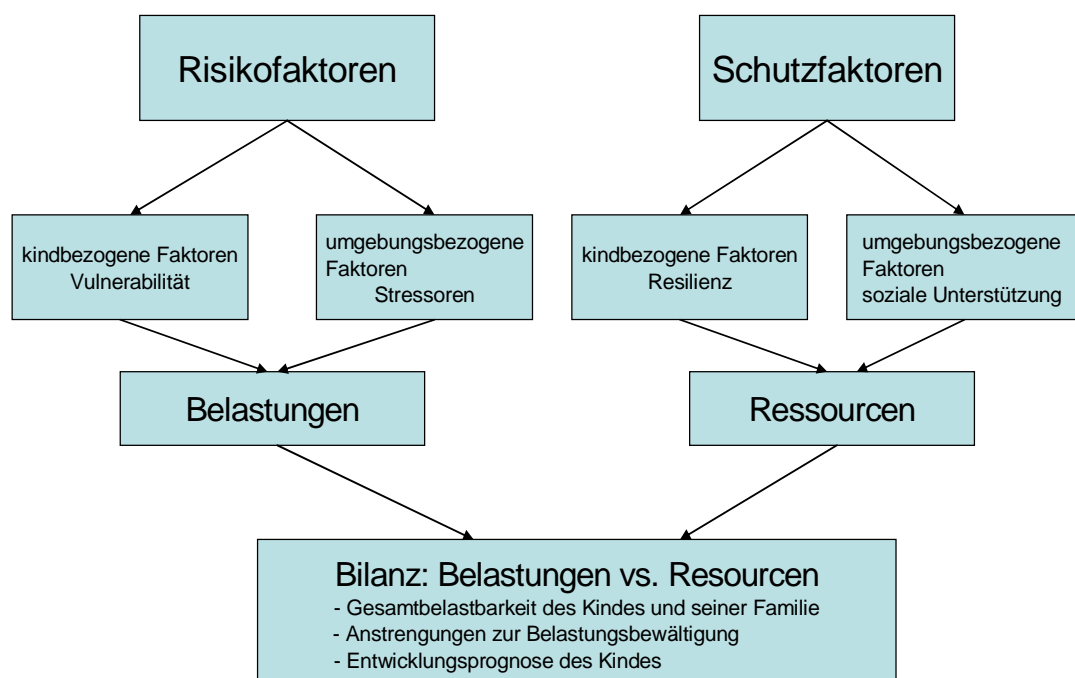 Risikofaktoren
Schutzfaktoren
kindbezogene Faktoren
Vulnerabilität
umgebungsbezogene
Faktoren
Stressoren
kindbezogene Faktoren
Resilienz
umgebungsbezogene
Faktoren
soziale Unterstützung
Belastungen
Ressourcen
Bilanz: Belastungen vs. Resourcen
- Gesamtbelastbarkeit des Kindes und seiner Familie
- Anstrengungen zur Belastungsbewältigung
- Entwicklungsprognose des Kindes